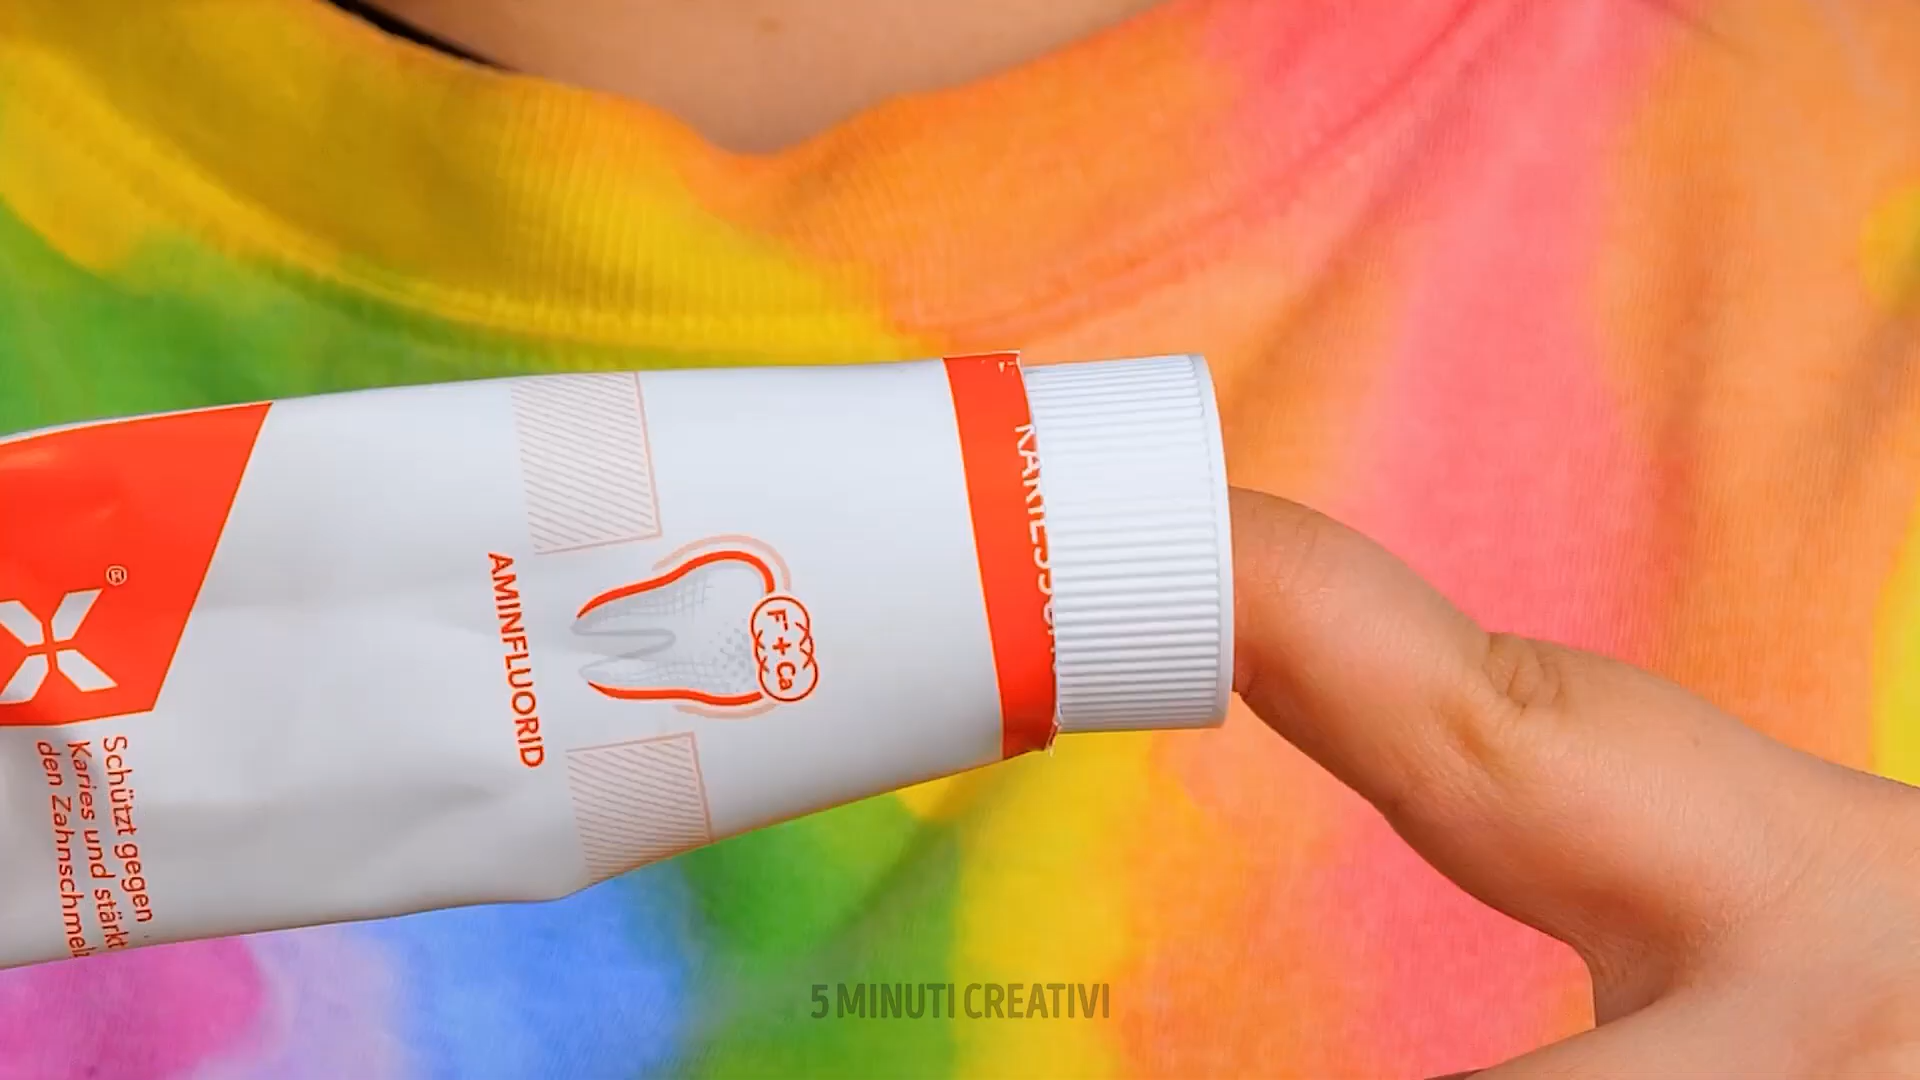 ®
Schützt gegen
Karies und stärkt
den Zahnschmelz
AMINFLUORID
F⁻+Ca
5 MINUTI CREATIVI